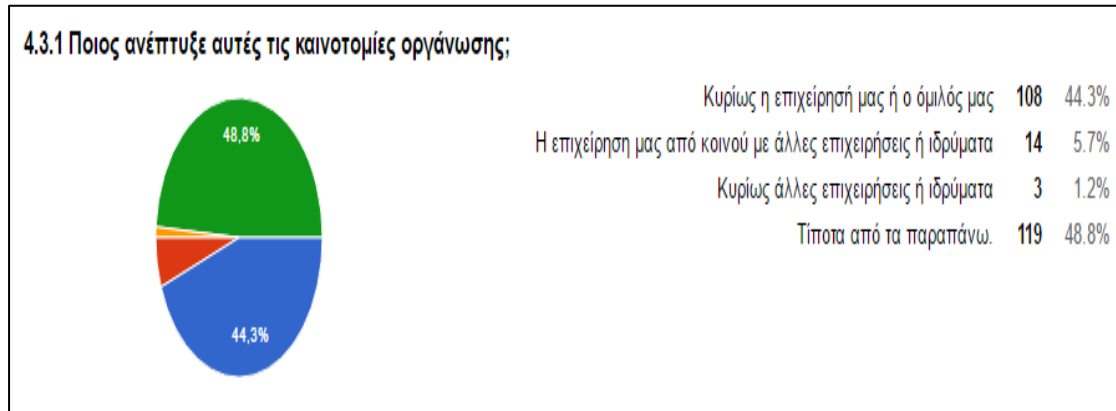 4.3.1 Ποιος ανέπτυξε αυτές τις καινοτομίες οργάνωσης;
Κυρίως η επιχείρησή μας ή ο όμιλός μας 108 44.3%
Η επιχείρηση μας από κοινού με άλλες επιχειρήσεις ή ιδρύματα 14 5.7%
Κυρίως άλλες επιχειρήσεις ή ιδρύματα 3 1.2%
Τίποτα από τα παραπάνω. 119 48.8%
48,8%
44,3%